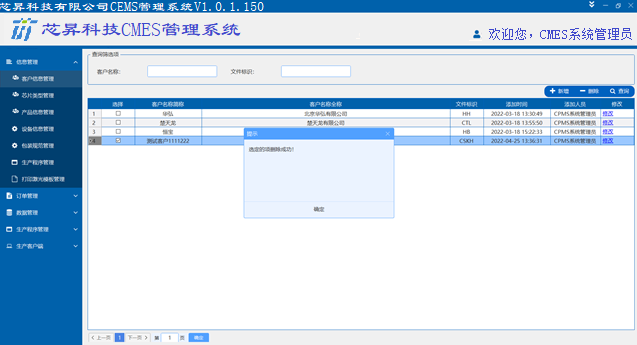 芯昇科技有限公司CEMS管理系统V1.0.1.150
芯昇科技CMES管理系统
欢迎您，CMES系统管理员
信息管理
客户信息管理
芯片类型管理
产品信息管理
设备信息管理
包装规范管理
生产程序管理
打印激光模板管理
订单管理
数据管理
生产程序管理
生产客户端
查询筛选项
客户名称:
文件标识:
新增 删除 查询
选择 客户名称简称 客户名称全称 文件标识 添加时间 添加人员
1 华弘 北京华弘有限公司 HH 2022-03-18 13:30:49 CPMS系统管理员 修改
2 楚天龙 楚天龙有限公司 CTL 2022-03-18 13:55:50 CPMS系统管理员 修改
3 恒宝 HB 2022-03-18 15:22:33 CPMS系统管理员 修改
4 测试客户1111222 CSKH 2022-04-25 13:36:31 CPMS系统管理员 修改
提示
选定的项删除成功!
确定
上一页 1 下一页 第 1 页 确定